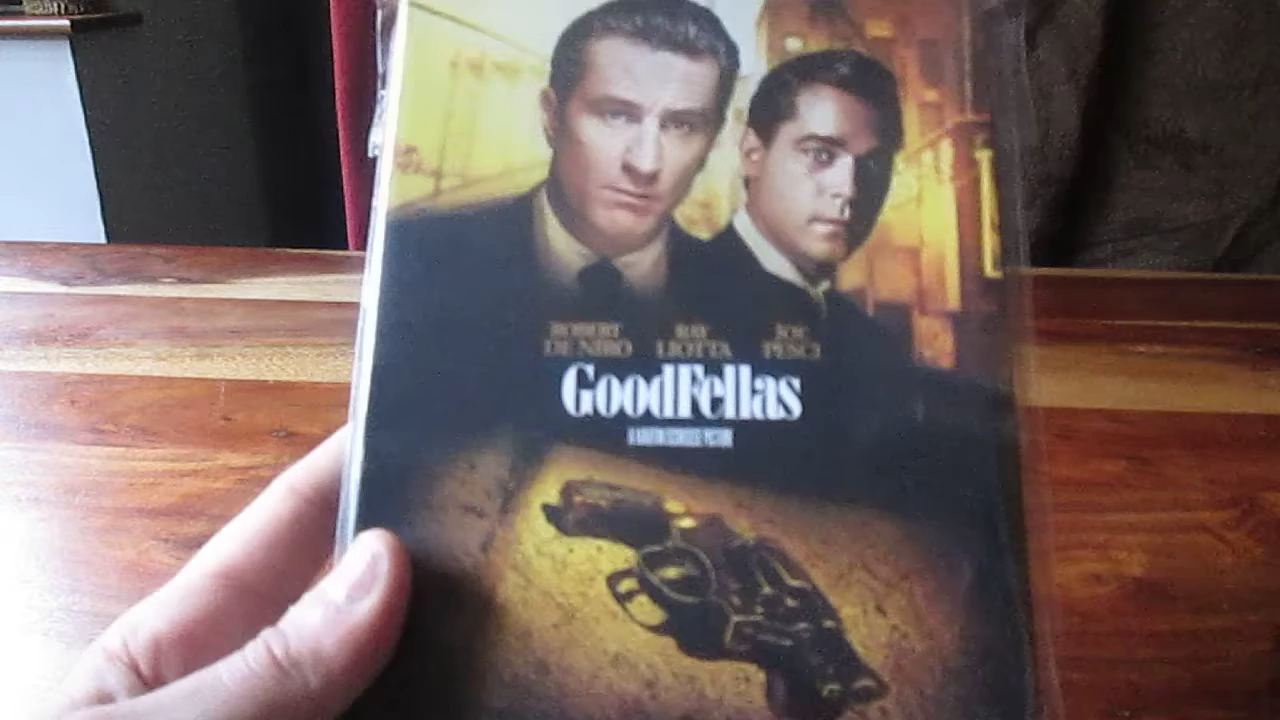 ROBERT RAY JOE
DE NIRO LIOTTA PESCI
GoodFellas
A MARTIN SCORSESE PICTURE